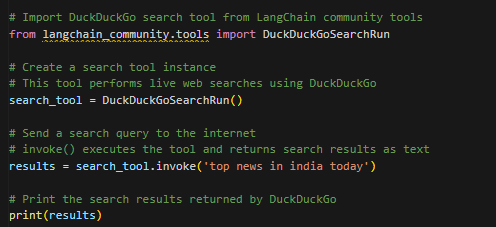 # Import DuckDuckGo search tool from LangChain community tools
from langchain_community.tools import DuckDuckGoSearchRun
# Create a search tool instance
# This tool performs live web searches using DuckDuckGo
search_tool = DuckDuckGoSearchRun()
# Send a search query to the internet
# invoke() executes the tool and returns search results as text
results = search_tool.invoke('top news in india today')
# Print the search results returned by DuckDuckGo
print(results)